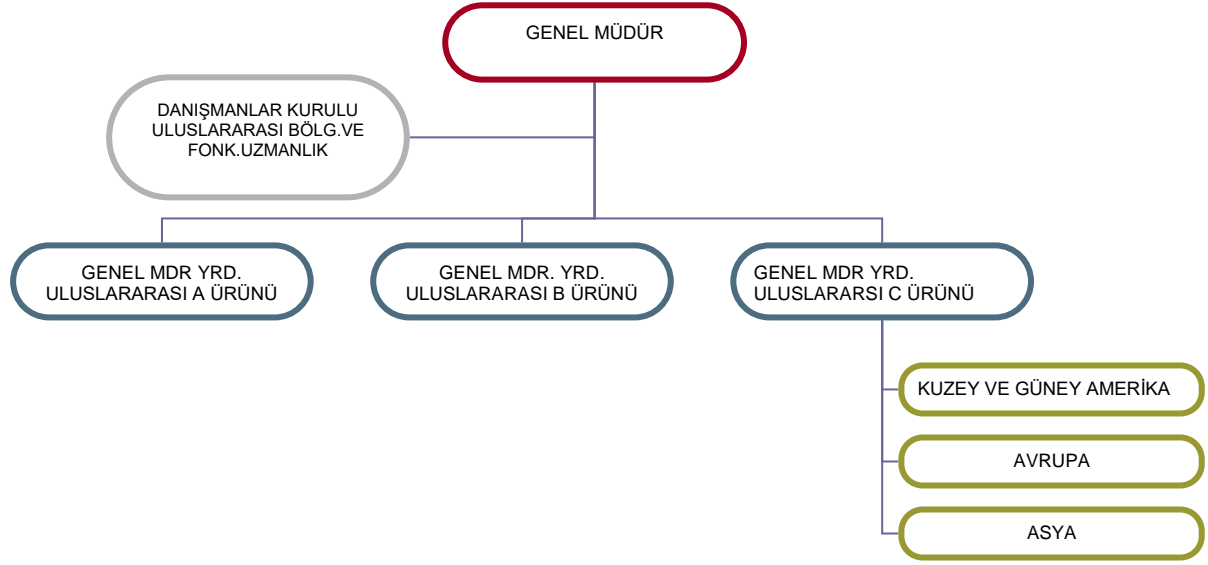 GENEL MÜDÜR
DANIŞMANLAR KURULU
ULUSLARARASI BÖLG.VE
FONK.UZMANLIK
GENEL MDR YRD.
ULUSLARARASI A ÜRÜNÜ
GENEL MDR. YRD.
ULUSLARARASI B ÜRÜNÜ
GENEL MDR YRD.
ULUSLARARSI C ÜRÜNÜ
KUZEY VE GÜNEY AMERİKA
AVRUPA
ASYA